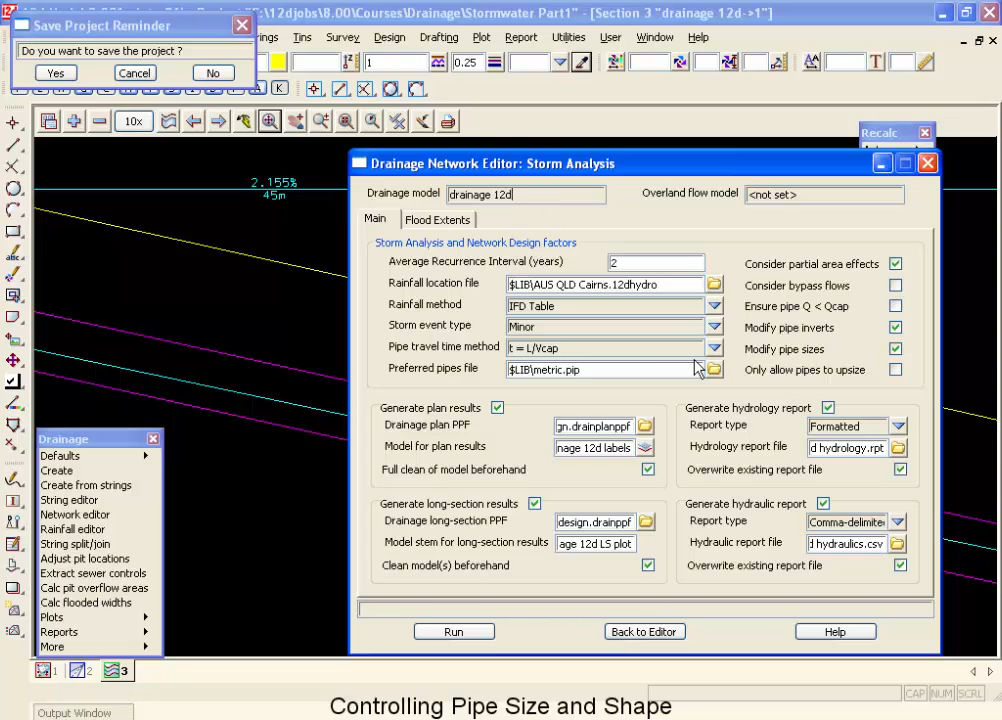 "E:\12djobs\8.00\Courses\Drainage\Stormwater Part1" - [Section 3 "drainage 12d->1"]
Save Project Reminder
Do you want to save the project ?
Yes
Cancel
No
Tins
Survey
Design
Drafting
Plot
Report
Utilities
User
Window
Help
1
0.25
K
10x
Recalc
2.155%
45m
Drainage Network Editor: Storm Analysis
Drainage model
drainage 12d
Overland flow model
<not set>
Main
Flood Extents
Storm Analysis and Network Design factors
Average Recurrence Interval (years)
2
Rainfall location file
$LIB\AUS QLD Cairns.12dhydro
Rainfall method
IFD Table
Storm event type
Minor
Pipe travel time method
t = L/Vcap
Preferred pipes file
$LIB\metric.pip
Consider partial area effects
Consider bypass flows
Ensure pipe Q < Qcap
Modify pipe inverts
Modify pipe sizes
Only allow pipes to upsize
Generate plan results
Drainage plan PPF
gn.drainplanppf
Model for plan results
nage 12d labels
Full clean of model beforehand
Generate hydrology report
Report type
Formatted
Hydrology report file
d hydrology.rpt
Overwrite existing report file
Generate long-section results
Drainage long-section PPF
design.drainppf
Model stem for long-section results
age 12d LS plot
Clean model(s) beforehand
Generate hydraulic report
Report type
Comma-delimite
Hydraulic report file
d hydraulics.csv
Overwrite existing report file
Run
Back to Editor
Help
Drainage
Defaults
Create
Create from strings
String editor
Network editor
Rainfall editor
String split/join
Adjust pit locations
Extract sewer controls
Calc pit overflow areas
Calc flooded widths
Plots
Reports
More
1
2
3
CAP
NUM
SCRL
Output Window
Controlling Pipe Size and Shape